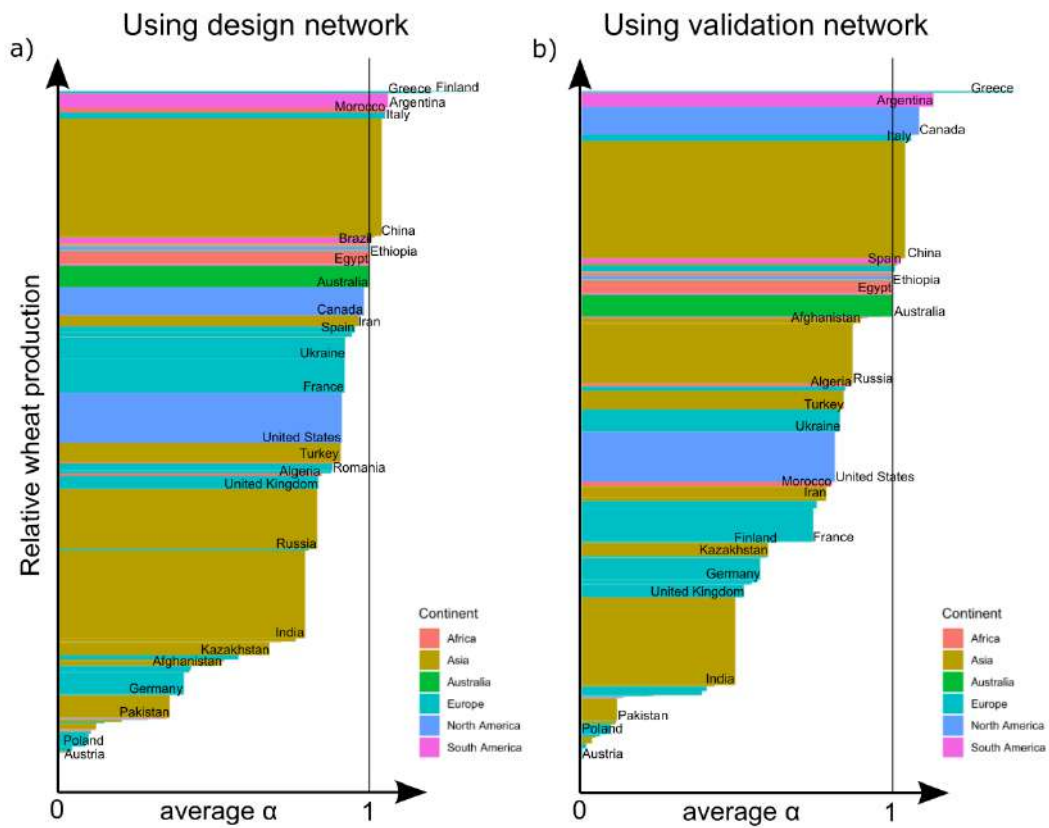 Using design network
a)
Greece Finland
Argentina
Morocco
Italy
China
Brazil
Ethiopia
Egypt
Australia
Canada
Iran
Spain
Ukraine
France
United States
Turkey
Romania
Algeria
United Kingdom
Russia
India
Kazakhstan
Afghanistan
Germany
Pakistan
Poland
Austria
Relative wheat production
Continent
Africa
Asia
Australia
Europe
North America
South America
0
average α
1
Using validation network
b)
Greece
Argentina
Canada
Italy
China
Spain
Ethiopia
Egypt
Australia
Afghanistan
Russia
Algeria
Turkey
Ukraine
United States
Morocco
Iran
Finland
France
Kazakhstan
Germany
United Kingdom
India
Pakistan
Poland
Austria
Continent
Africa
Asia
Australia
Europe
North America
South America
0
average α
1